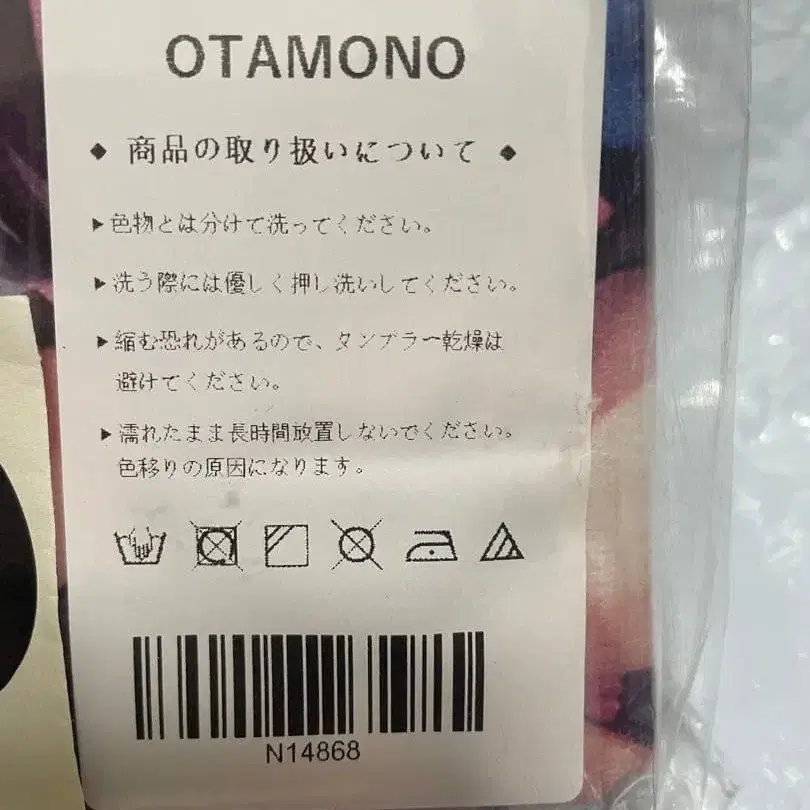 OTAMONO
◆ 商品の取り扱いについて ◆
▶色物とは分けて洗ってください。
▶洗う際には優しく押し洗いしてください。
▶縮む恐れがあるので、タンブラー乾燥は
避けてください。
▶濡れたまま長時間放置しないでください。
色移りの原因になります。
N14868